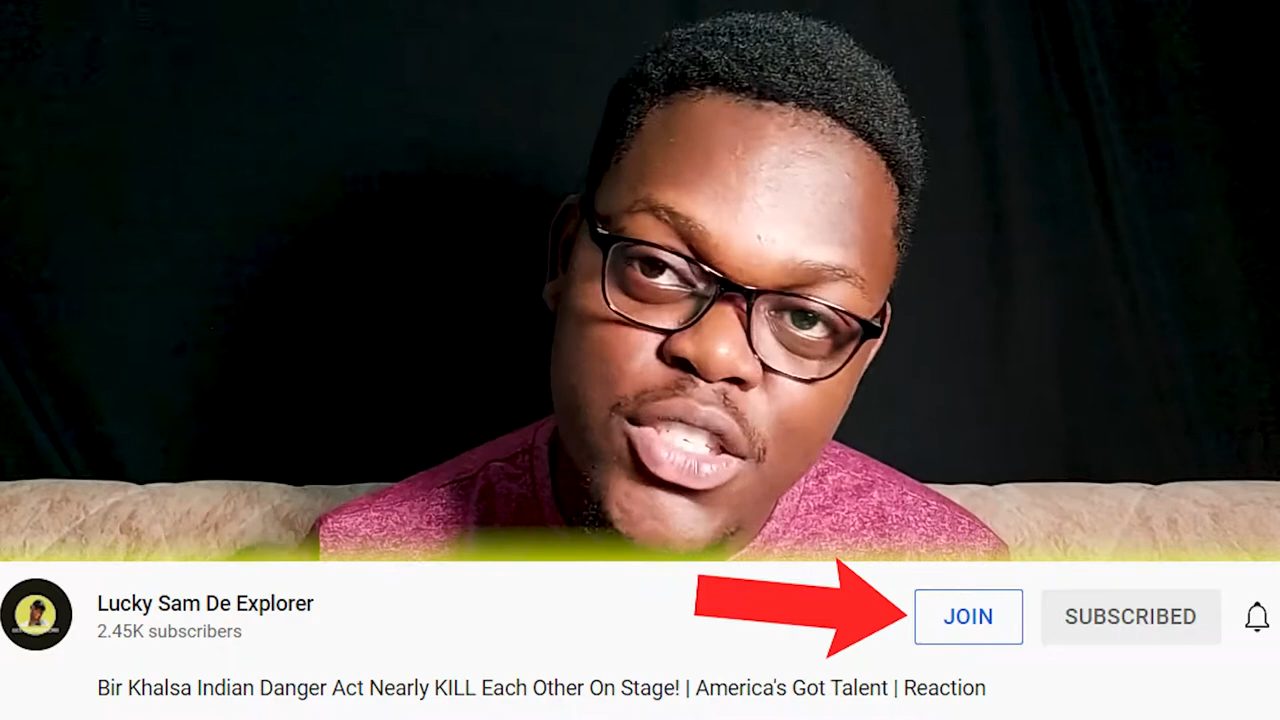 Lucky Sam De Explorer
2.45K subscribers
JOIN
SUBSCRIBED
Bir Khalsa Indian Danger Act Nearly KILL Each Other On Stage! | America's Got Talent | Reaction